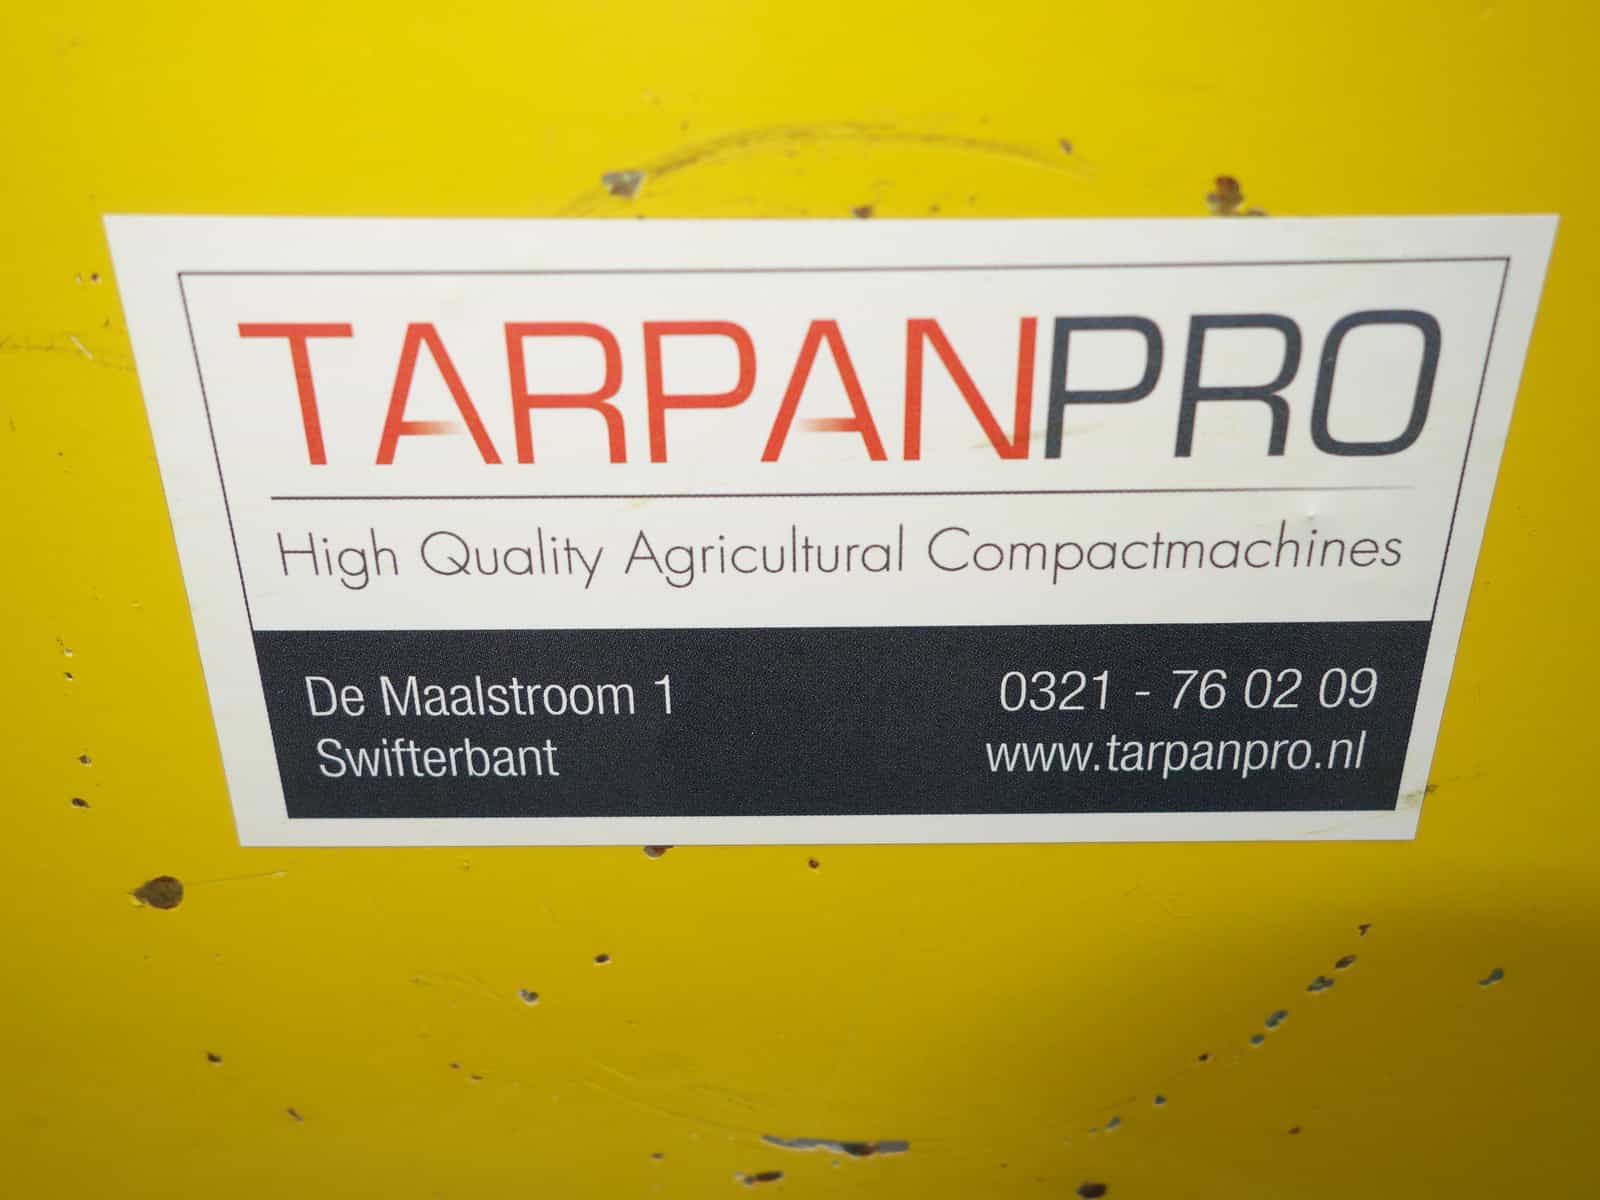 TARPANPRO
High Quality Agricultural Compactmachines
De Maalstroom 1
Swifterbant
0321 - 76 02 09
www.tarpanpro.nl